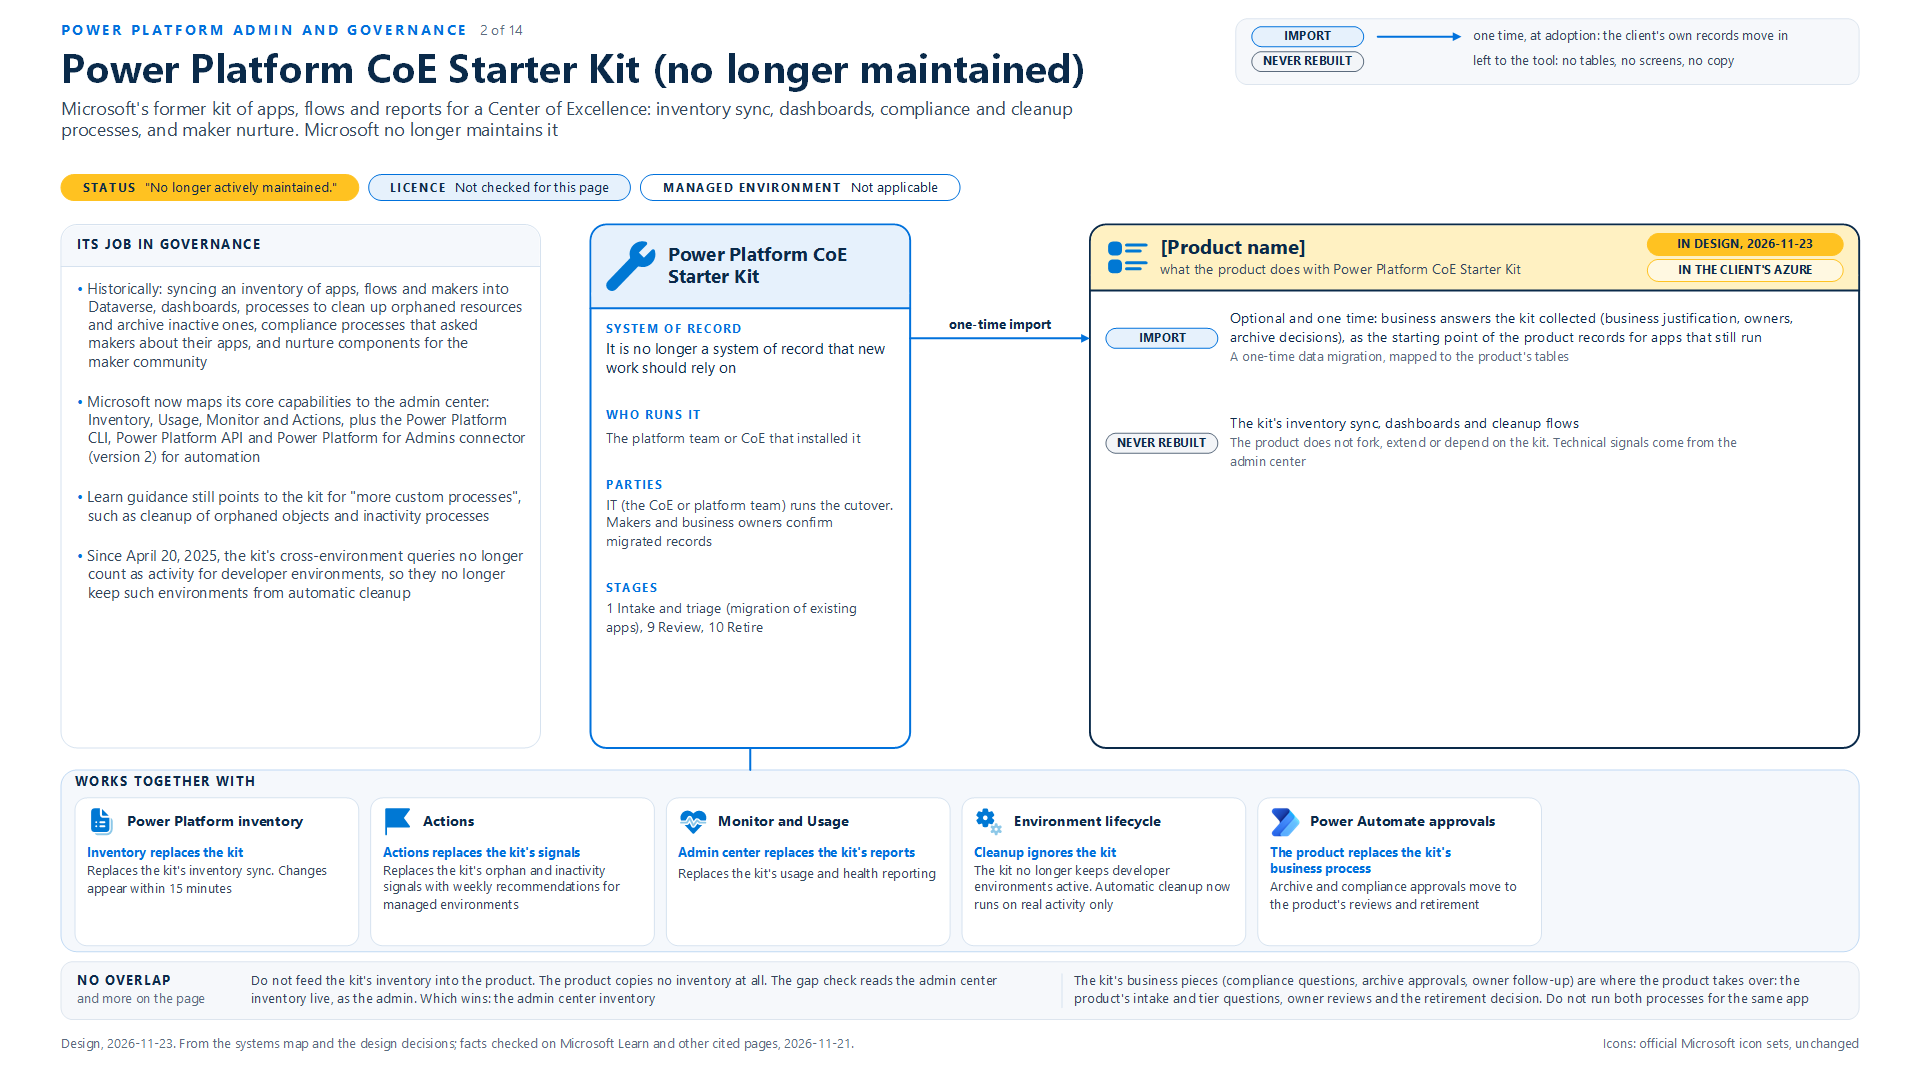 POWER PLATFORM ADMIN AND GOVERNANCE 2 of 14
Power Platform CoE Starter Kit (no longer maintained)
Microsoft's former kit of apps, flows and reports for a Center of Excellence: inventory sync, dashboards, compliance and cleanup
processes, and maker nurture. Microsoft no longer maintains it
IMPORT one time, at adoption: the client's own records move in
NEVER REBUILT left to the tool: no tables, no screens, no copy
STATUS "No longer actively maintained."
LICENCE Not checked for this page
MANAGED ENVIRONMENT Not applicable
ITS JOB IN GOVERNANCE
• Historically: syncing an inventory of apps, flows and makers into
Dataverse, dashboards, processes to clean up orphaned resources
and archive inactive ones, compliance processes that asked
makers about their apps, and nurture components for the
maker community
• Microsoft now maps its core capabilities to the admin center:
Inventory, Usage, Monitor and Actions, plus the Power Platform
CLI, Power Platform API and Power Platform for Admins connector
(version 2) for automation
• Learn guidance still points to the kit for "more custom processes",
such as cleanup of orphaned objects and inactivity processes
• Since April 20, 2025, the kit's cross-environment queries no longer
count as activity for developer environments, so they no longer
keep such environments from automatic cleanup
Power Platform CoE
Starter Kit
SYSTEM OF RECORD
It is no longer a system of record that new
work should rely on
WHO RUNS IT
The platform team or CoE that installed it
PARTIES
IT (the CoE or platform team) runs the cutover.
Makers and business owners confirm
migrated records
STAGES
1 Intake and triage (migration of existing
apps), 9 Review, 10 Retire
one-time import
[Product name]
what the product does with Power Platform CoE Starter Kit
IN DESIGN, 2026-11-23
IN THE CLIENT'S AZURE
IMPORT
Optional and one time: business answers the kit collected (business justification, owners,
archive decisions), as the starting point of the product records for apps that still run
A one-time data migration, mapped to the product's tables
NEVER REBUILT
The kit's inventory sync, dashboards and cleanup flows
The product does not fork, extend or depend on the kit. Technical signals come from the
admin center
WORKS TOGETHER WITH
Power Platform inventory
Inventory replaces the kit
Replaces the kit's inventory sync. Changes
appear within 15 minutes
Actions
Actions replaces the kit's signals
Replaces the kit's orphan and inactivity
signals with weekly recommendations for
managed environments
Monitor and Usage
Admin center replaces the kit's reports
Replaces the kit's usage and health reporting
Environment lifecycle
Cleanup ignores the kit
The kit no longer keeps developer
environments active. Automatic cleanup now
runs on real activity only
Power Automate approvals
The product replaces the kit's
business process
Archive and compliance approvals move to
the product's reviews and retirement
NO OVERLAP
and more on the page
Do not feed the kit's inventory into the product. The product copies no inventory at all. The gap check reads the admin center
inventory live, as the admin. Which wins: the admin center inventory
The kit's business pieces (compliance questions, archive approvals, owner follow-up) are where the product takes over: the
product's intake and tier questions, owner reviews and the retirement decision. Do not run both processes for the same app
Design, 2026-11-23. From the systems map and the design decisions; facts checked on Microsoft Learn and other cited pages, 2026-11-21.
Icons: official Microsoft icon sets, unchanged